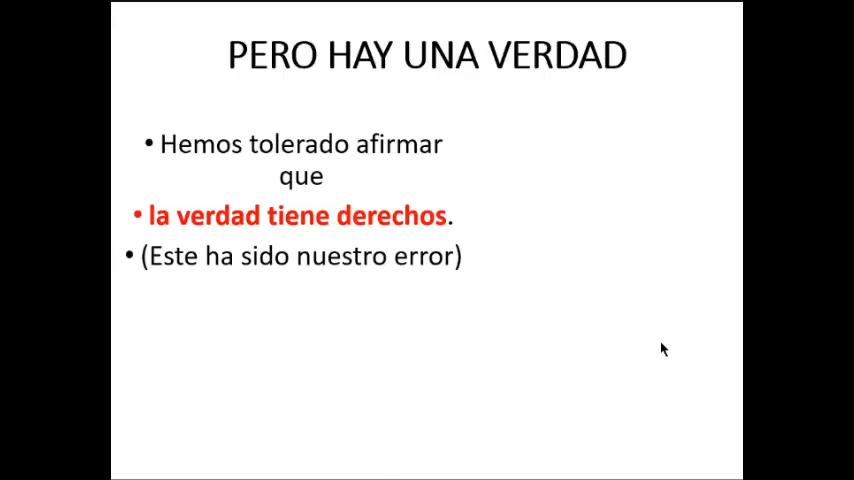 PERO HAY UNA VERDAD
• Hemos tolerado afirmar
que
• la verdad tiene derechos.
• (Este ha sido nuestro error)